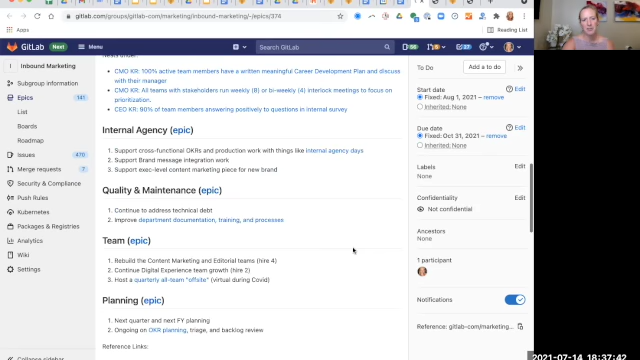 gitlab.com/groups/gitlab-com/marketing/inbound-marketing/-/epics/374
Apps
Reading List
GitLab
Next
Menu
Search GitLab
Inbound Marketing
Subgroup information
Epics 141
List
Boards
Roadmap
Issues 470
Merge requests 7
Security & Compliance
Push Rules
Kubernetes
Packages & Registries
Analytics
Wiki
Settings
Collapse sidebar
CMO KR: 100% active team members have a written meaningful Career Development Plan and discuss
with their manager
CMO KR: All teams with stakeholders run weekly (8) or bi-weekly (4) interlock meetings to focus on
prioritization.
CEO KR: 90% of team members answering positively to questions in internal survey
Internal Agency (epic)
1. Support cross-functional OKRs and production work with things like internal agency days
2. Support Brand message integration work
3. Support exec-level content marketing piece for new brand
Quality & Maintenance (epic)
1. Continue to address technical debt
2. Improve department documentation, training, and processes
Team (epic)
1. Rebuild the Content Marketing and Editorial teams (hire 4)
2. Continue Digital Experience team growth (hire 2)
3. Host a quarterly all-team "offsite" (virtual during Covid)
Planning (epic)
1. Next quarter and next FY planning
2. Ongoing on OKR planning, triage, and backlog review
Reference Links:
To Do
Add a to do
Start date
Edit
Fixed: Aug 1, 2021 – remove
Inherited: None
Due date
Edit
Fixed: Oct 31, 2021 – remove
Inherited: None
Labels
Edit
None
Confidentiality
Edit
Not confidential
Ancestors
None
1 participant
Notifications
Reference: gitlab-com/marketing...
2021-07-14 18:37:42